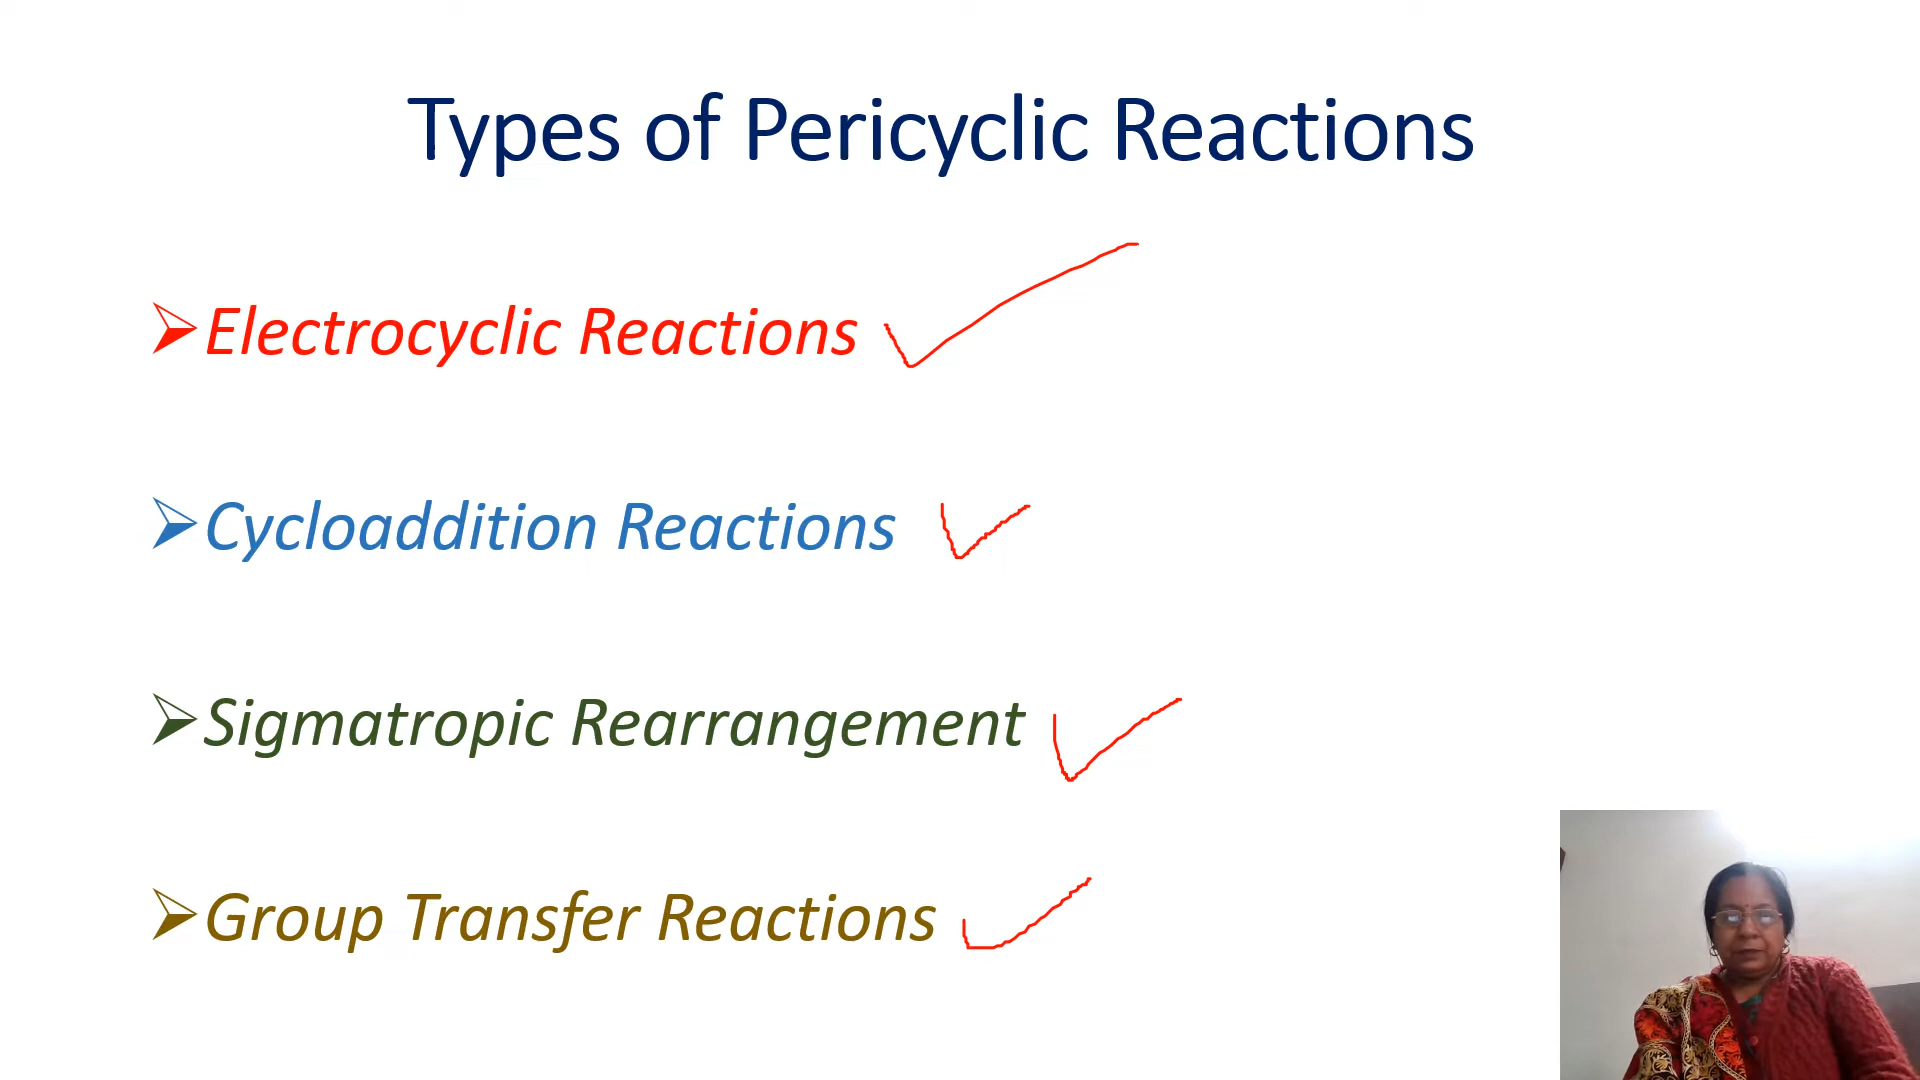 Types of Pericyclic Reactions
Electrocyclic Reactions
Cycloaddition Reactions
Sigmatropic Rearrangement
Group Transfer Reactions